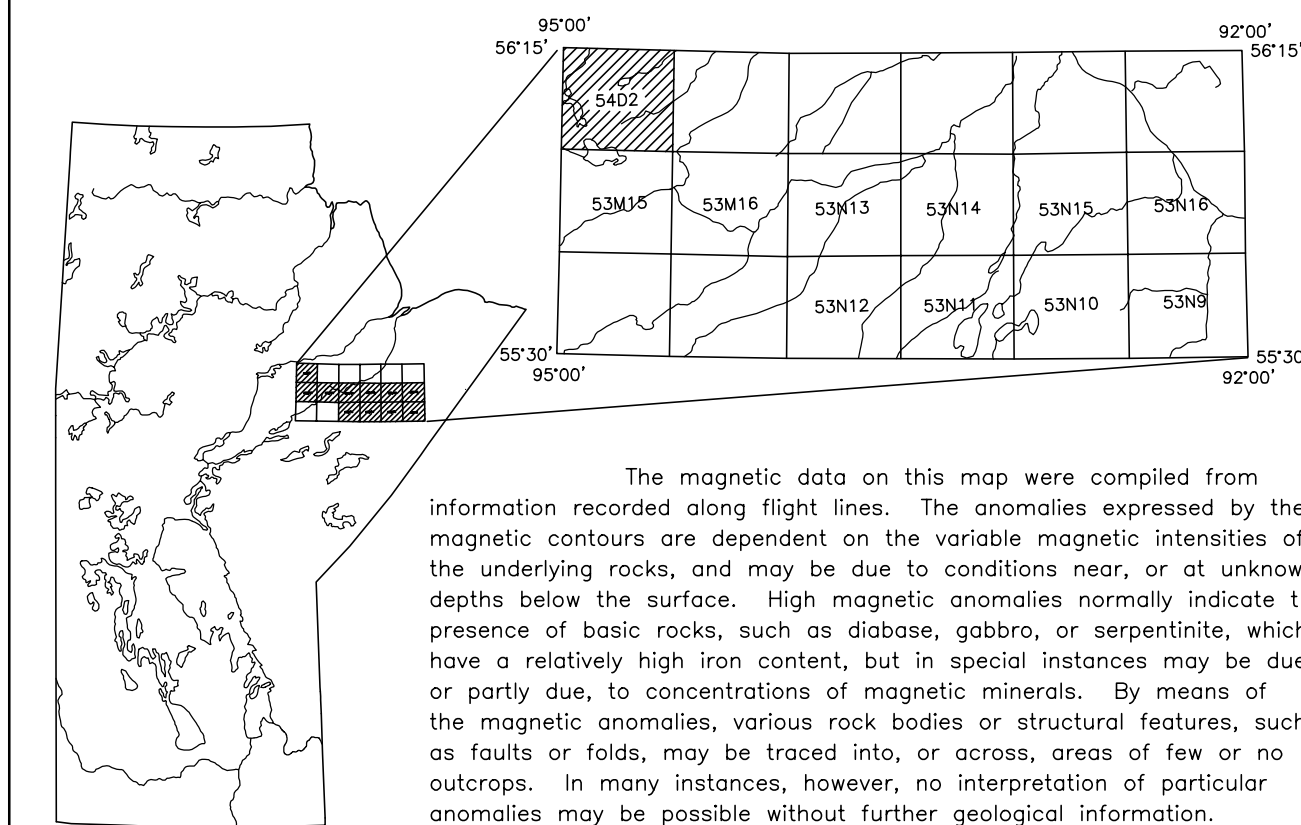 95°00'
92°00'
56°15'
56°15'
54D2
53M15
53M16
53N13
53N14
53N15
53N16
53N12
53N11
53N10
53N9
55°30'
55°30
95°00'
92°00'
The magnetic data on this map were compiled from
information recorded along flight lines. The anomalies expressed by the
magnetic contours are dependent on the variable magnetic intensities of
the underlying rocks, and may be due to conditions near, or at unknow
depths below the surface. High magnetic anomalies normally indicate t
presence of basic rocks, such as diabase, gabbro, or serpentinite, which
have a relatively high iron content, but in special instances may be due
or partly due, to concentrations of magnetic minerals. By means of
the magnetic anomalies, various rock bodies or structural features, such
as faults or folds, may be traced into, or across, areas of few or no
outcrops. In many instances, however, no interpretation of particular
anomalies may be possible without further geological information.